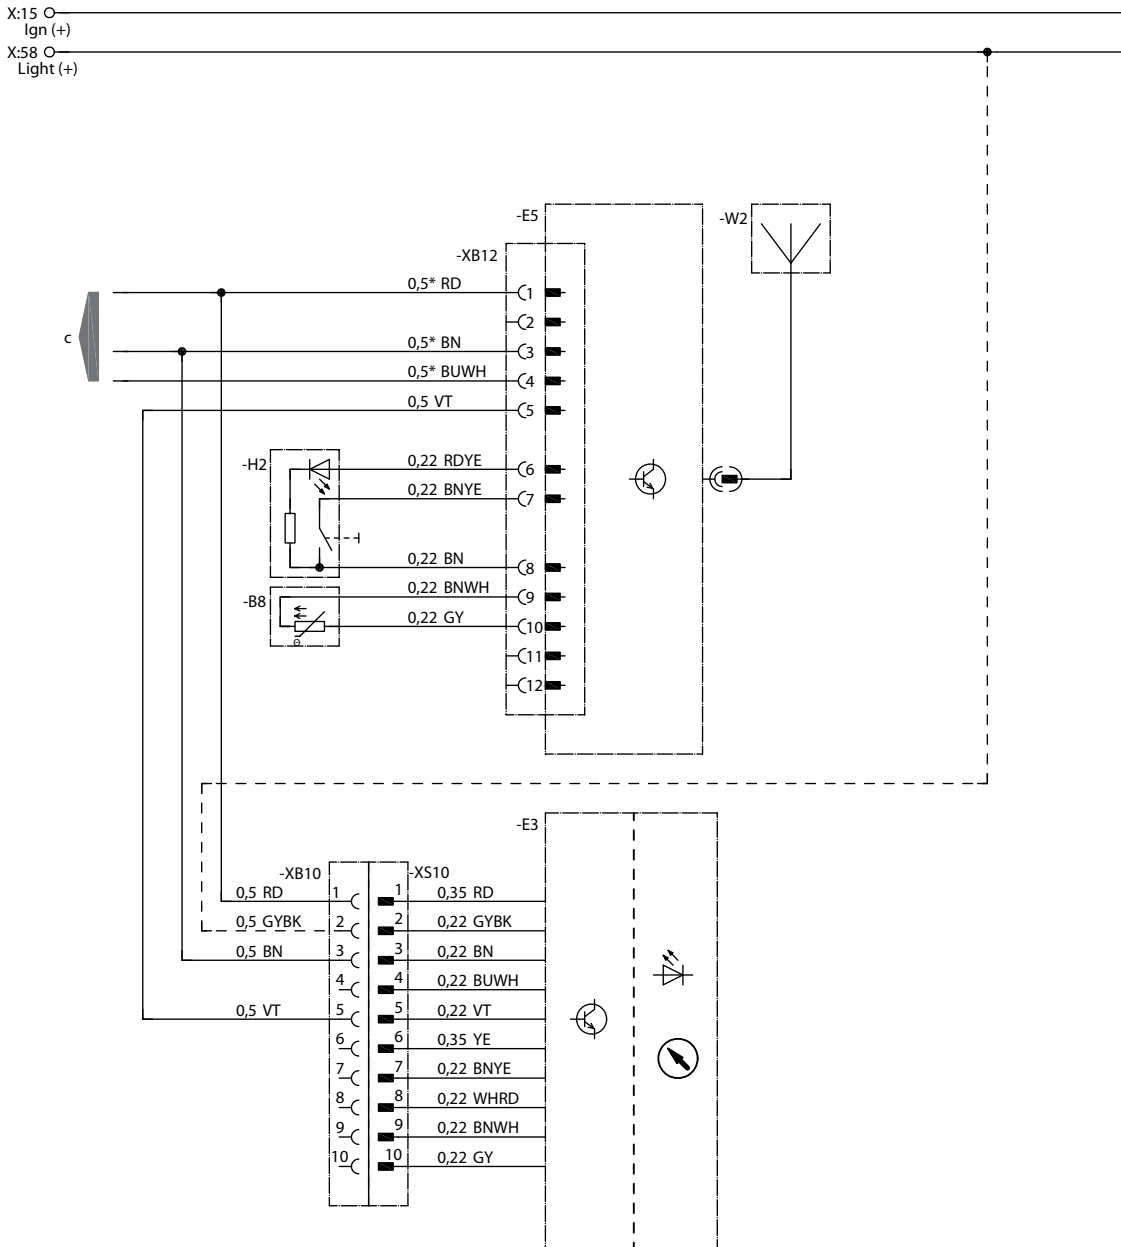 X:15
Ign (+)
X:58
Light (+)
-E5
-W2
-XB12
0,5* RD
1
2
c
0,5* BN
3
0,5* BUWH
4
0,5 VT
5
-H2
0,22 RDYE
6
0,22 BNYE
7
0,22 BN
8
-B8
0,22 BNWH
9
0,22 GY
10
Θ
11
12
-E3
-XB10
-XS10
0,5 RD
1
1
0,35 RD
0,5 GYBK
2
2
0,22 GYBK
0,5 BN
3
3
0,22 BN
4
4
0,22 BUWH
0,5 VT
5
5
0,22 VT
6
6
0,35 YE
7
7
0,22 BNYE
8
8
0,22 WHRD
9
9
0,22 BNWH
10
10
0,22 GY